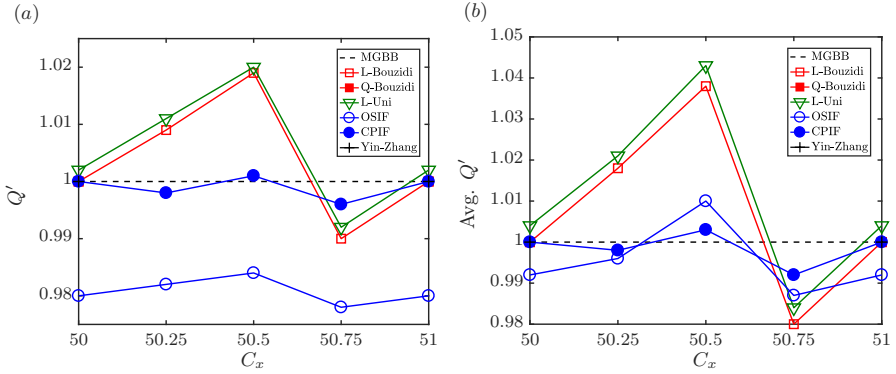 (a)
1.02
1.01
1
0.99
0.98
Q′
50
50.25
50.5
50.75
51
C_x
MGBB
L-Bouzidi
Q-Bouzidi
L-Uni
OSIF
CPIF
Yin-Zhang
(b)
1.05
1.04
1.03
1.02
1.01
1
0.99
0.98
Avg. Q′
50
50.25
50.5
50.75
51
C_x
MGBB
L-Bouzidi
Q-Bouzidi
L-Uni
OSIF
CPIF
Yin-Zhang